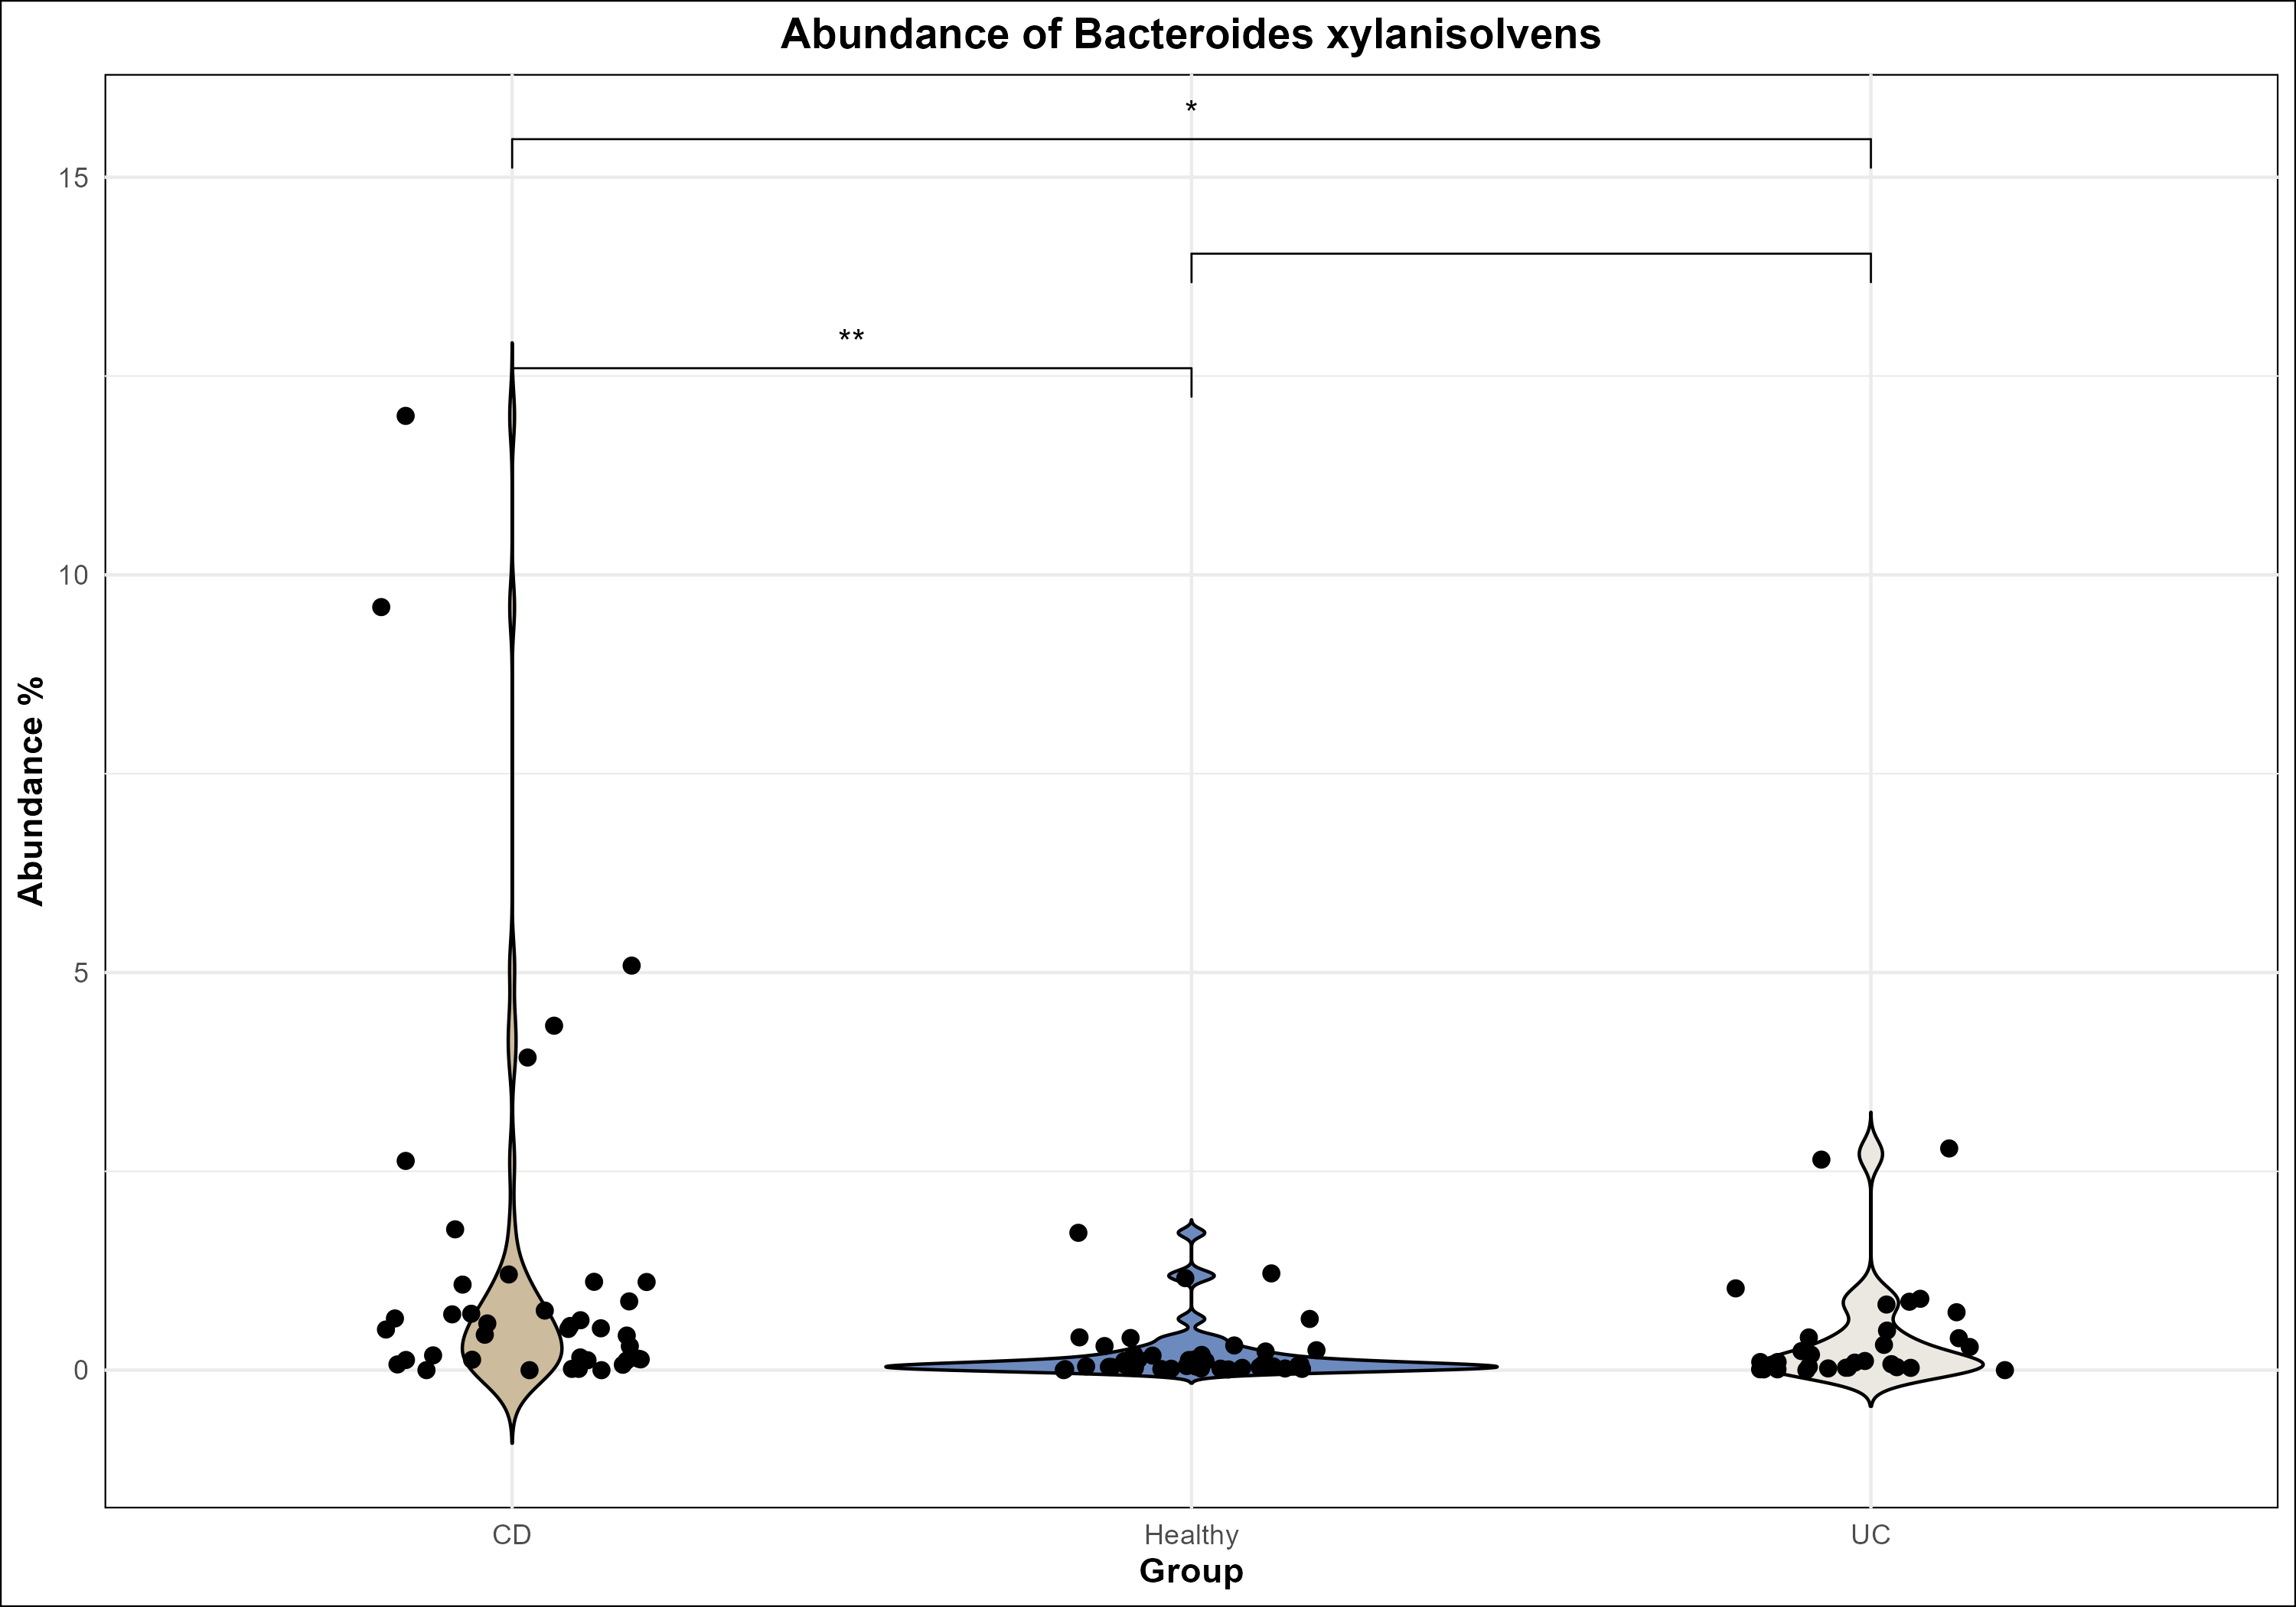 Abundance of Bacteroides xylanisolvens
*
15
**
10
Abundance %
5
0
CD Healthy UC
Group